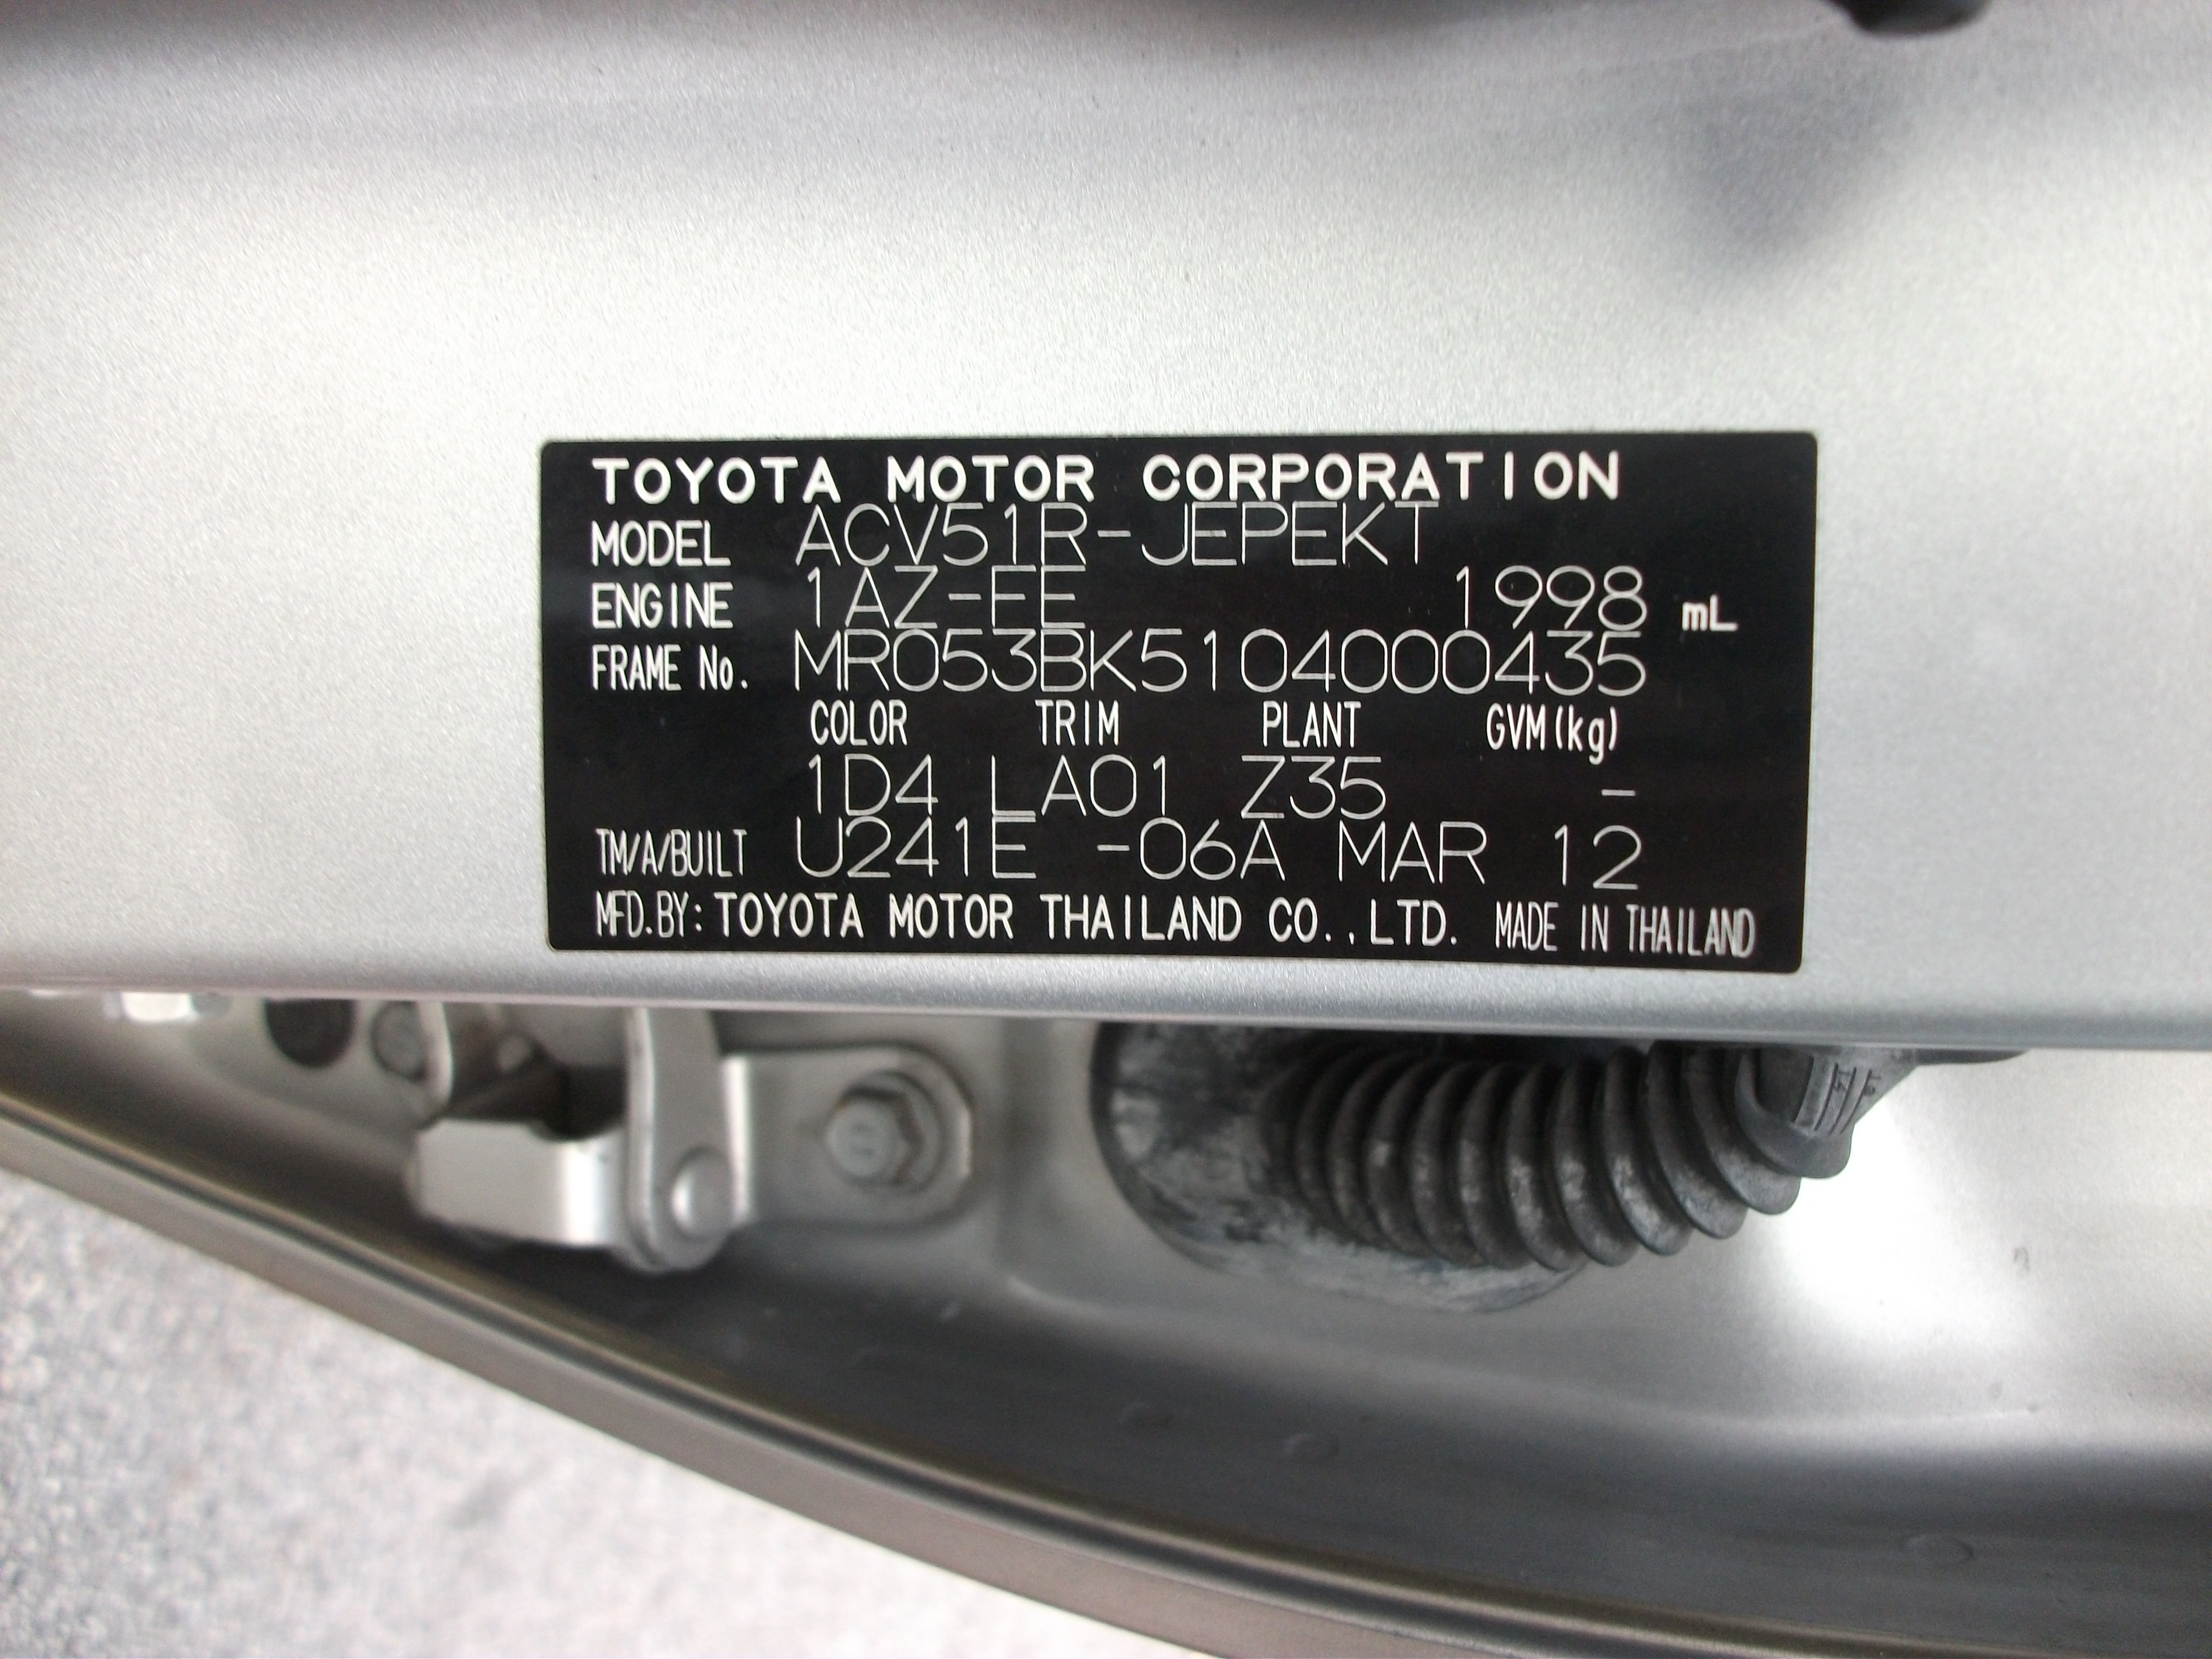 TOYOTA MOTOR CORPORATION
MODEL ACV51R-JEPEKT
ENGINE 1AZ-FE 1998 mL
FRAME No. MR053BK5104000435
COLOR TRIM PLANT GVM(kg)
1D4 LA01 Z35 -
TM/A/BUILT U241E -06A MAR 12
MFD.BY: TOYOTA MOTOR THAILAND CO.,LTD. MADE IN THAILAND